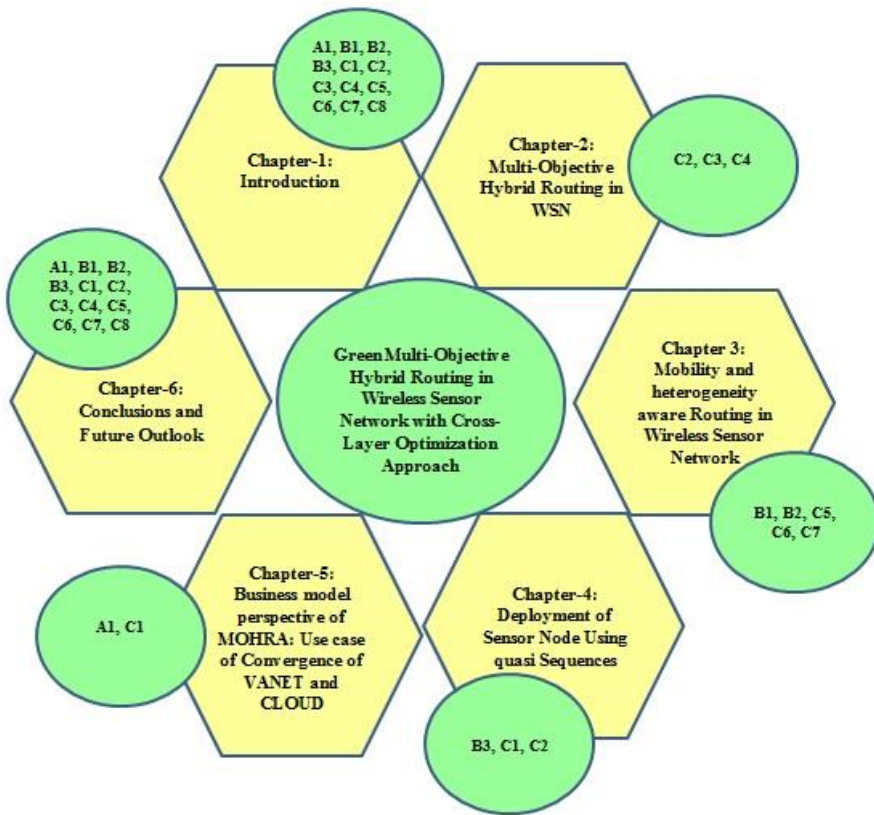 A1, B1, B2,
B3, C1, C2,
C3, C4, C5,
C6, C7, C8
Chapter-1:
Introduction
Chapter-2:
Multi-Objective
Hybrid Routing in
WSN
C2, C3, C4
A1, B1, B2,
B3, C1, C2,
C3, C4, C5,
C6, C7, C8
Chapter-6:
Conclusions and
Future Outlook
Green Multi-Objective
Hybrid Routing in
Wireless Sensor
Network with Cross-
Layer Optimization
Approach
Chapter 3:
Mobility and
heterogeneity
aware Routing in
Wireless Sensor
Network
B1, B2, C5,
C6, C7
Chapter-5:
Business model
perspective of
MOHRA: Use case
of Convergence of
VANET and
CLOUD
A1, C1
Chapter-4:
Deployment of
Sensor Node Using
quasi Sequences
B3, C1, C2